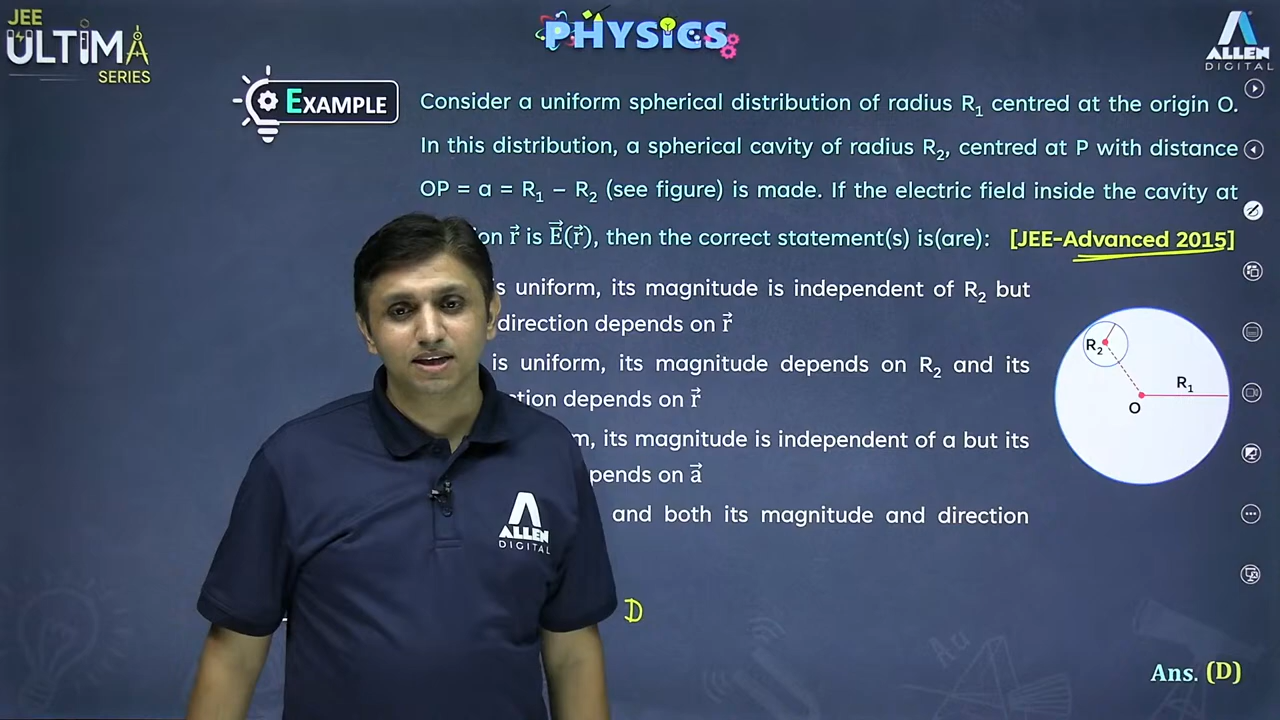 JEE
ULTIMA
SERIES
PHYSICS
ALLEN
DIGITAL
EXAMPLE
Consider a uniform spherical distribution of radius R₁ centred at the origin O.
In this distribution, a spherical cavity of radius R₂, centred at P with distance
OP = a = R₁ − R₂ (see figure) is made. If the electric field inside the cavity at
r⃗ is E⃗(r⃗), then the correct statement(s) is(are): [JEE-Advanced 2015]
is uniform, its magnitude is independent of R₂ but
direction depends on r⃗
is uniform, its magnitude depends on R₂ and its
depends on r⃗
its magnitude is independent of a but its
a⃗
and both its magnitude and direction
R₂
R₁
O
ALLEN
DIGITAL
D
Ans. (D)